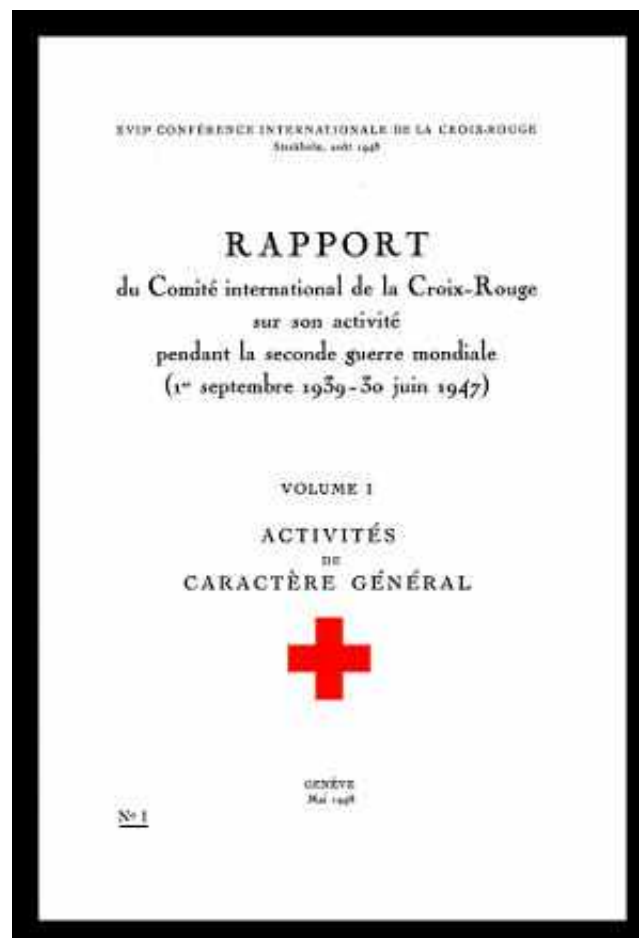 XVIIe CONFÉRENCE INTERNATIONALE DE LA CROIX-ROUGE
Stockholm, août 1948
RAPPORT
du Comité international de la Croix-Rouge
sur son activité
pendant la seconde guerre mondiale
(1er septembre 1939-30 juin 1947)
VOLUME I
ACTIVITÉS
DE
CARACTÈRE GÉNÉRAL
GENÈVE
Mai 1948
No 1